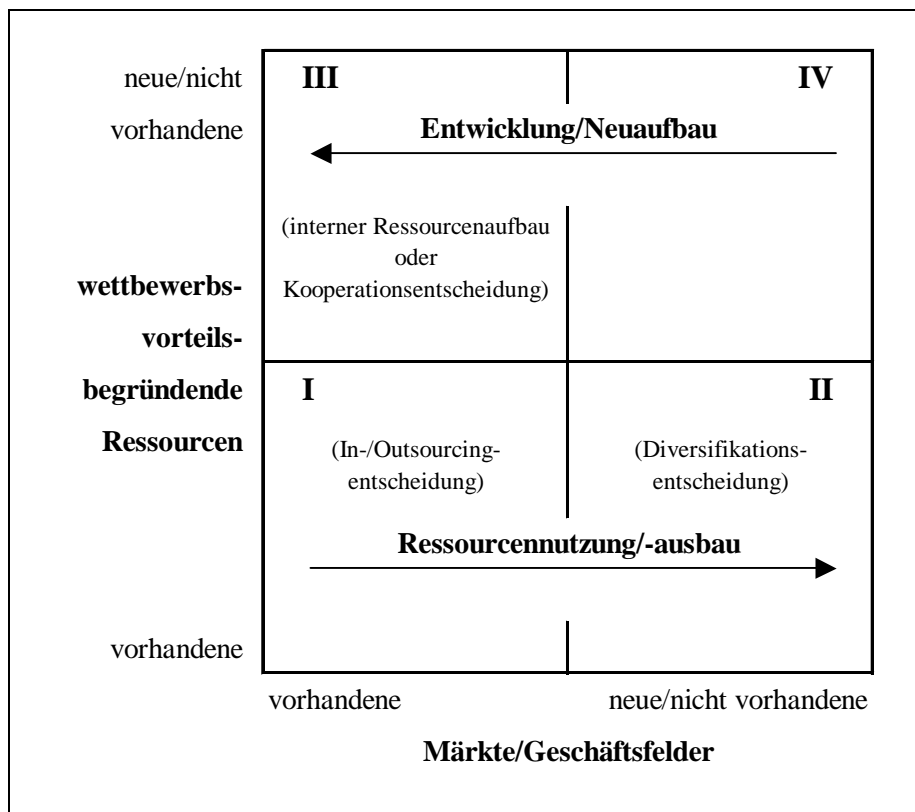 neue/nicht
vorhandene
III
IV
Entwicklung/Neuaufbau
(interner Ressourcenaufbau
oder
Kooperationsentscheidung)
wettbewerbs-
vorteils-
begründende
Ressourcen
I
II
(In-/Outsourcing-
entscheidung)
(Diversifikations-
entscheidung)
Ressourcennutzung/-ausbau
vorhandene
vorhandene
neue/nicht vorhandene
Märkte/Geschäftsfelder